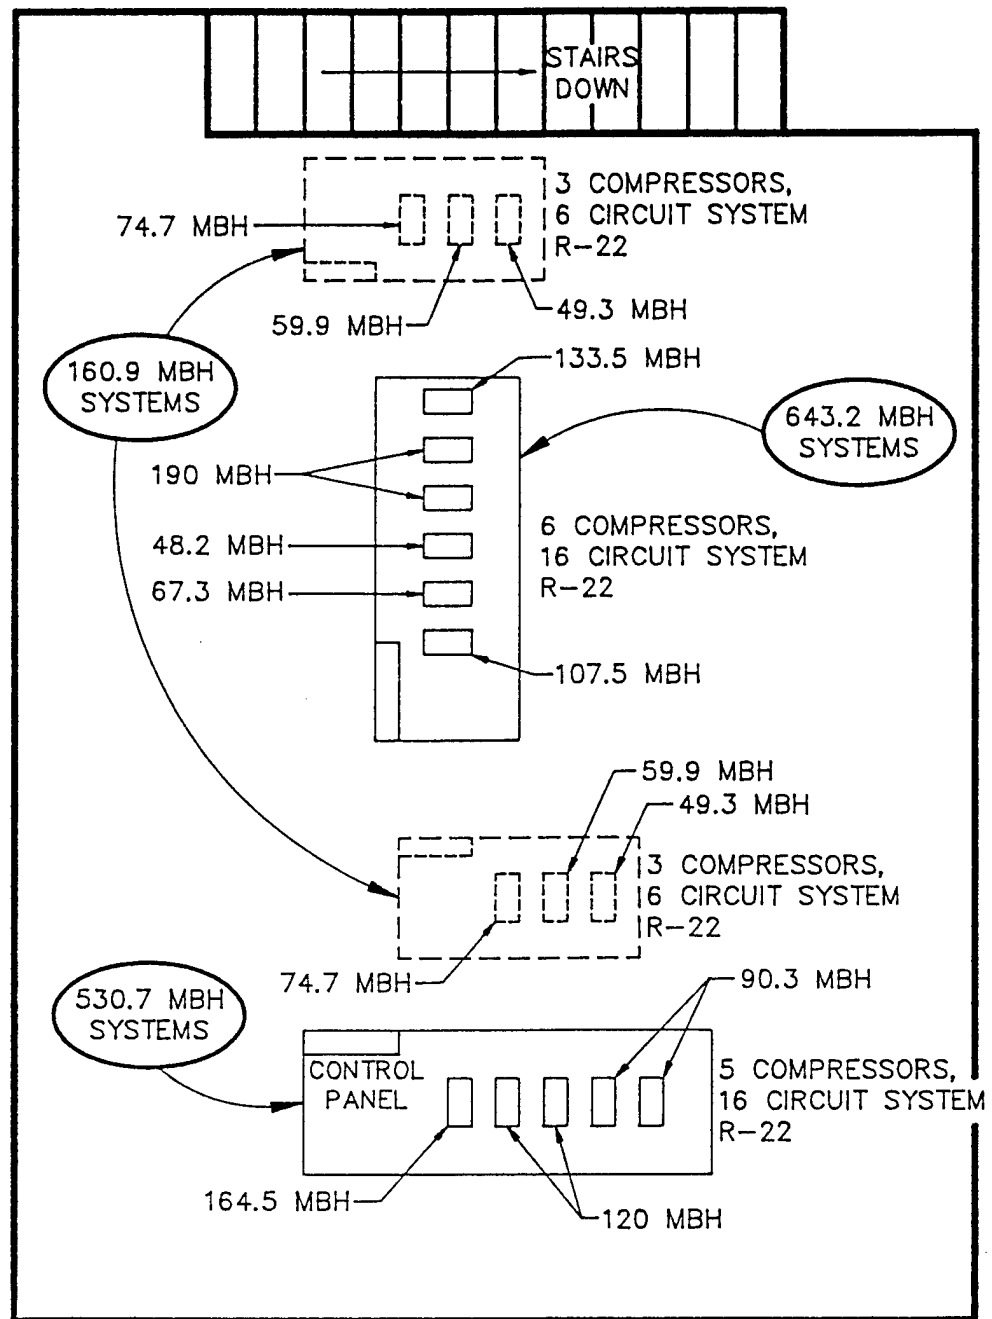 STAIRS
DOWN
3 COMPRESSORS,
6 CIRCUIT SYSTEM
R-22
74.7 MBH
59.9 MBH
49.3 MBH
133.5 MBH
160.9 MBH
SYSTEMS
643.2 MBH
SYSTEMS
190 MBH
6 COMPRESSORS,
16 CIRCUIT SYSTEM
R-22
48.2 MBH
67.3 MBH
107.5 MBH
59.9 MBH
49.3 MBH
3 COMPRESSORS,
6 CIRCUIT SYSTEM
R-22
74.7 MBH
90.3 MBH
530.7 MBH
SYSTEMS
CONTROL
PANEL
5 COMPRESSORS,
16 CIRCUIT SYSTEM
R-22
164.5 MBH
120 MBH